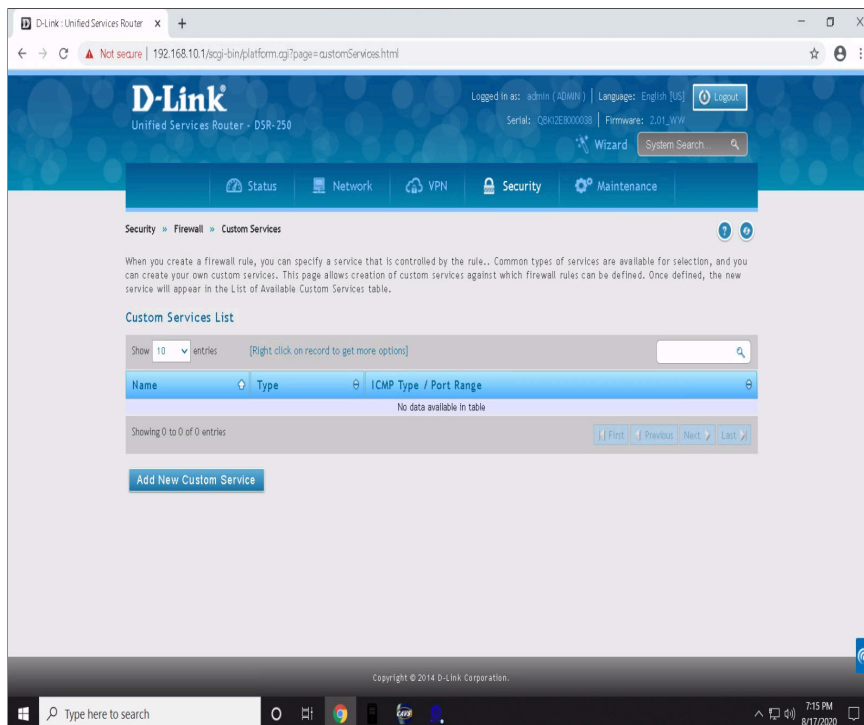 D-Link : Unified Services Router
Not secure | 192.168.10.1/scgi-bin/platform.cgi?page=customServices.html
D-Link
Unified Services Router - DSR-250
Logged in as: admin ( ADMIN ) | Language: English [US]
Logout
Serial: QBKI2E8000038 | Firmware: 2.01_WW
Wizard
System Search...
Status
Network
VPN
Security
Maintenance
Security » Firewall » Custom Services
When you create a firewall rule, you can specify a service that is controlled by the rule.. Common types of services are available for selection, and you
can create your own custom services. This page allows creation of custom services against which firewall rules can be defined. Once defined, the new
service will appear in the List of Available Custom Services table.
Custom Services List
Show 10 entries
[Right click on record to get more options]
Name Type ICMP Type / Port Range
No data available in table
Showing 0 to 0 of 0 entries
First Previous Next Last
Add New Custom Service
Copyright © 2014 D-Link Corporation.
Type here to search
7:15 PM
8/17/2020